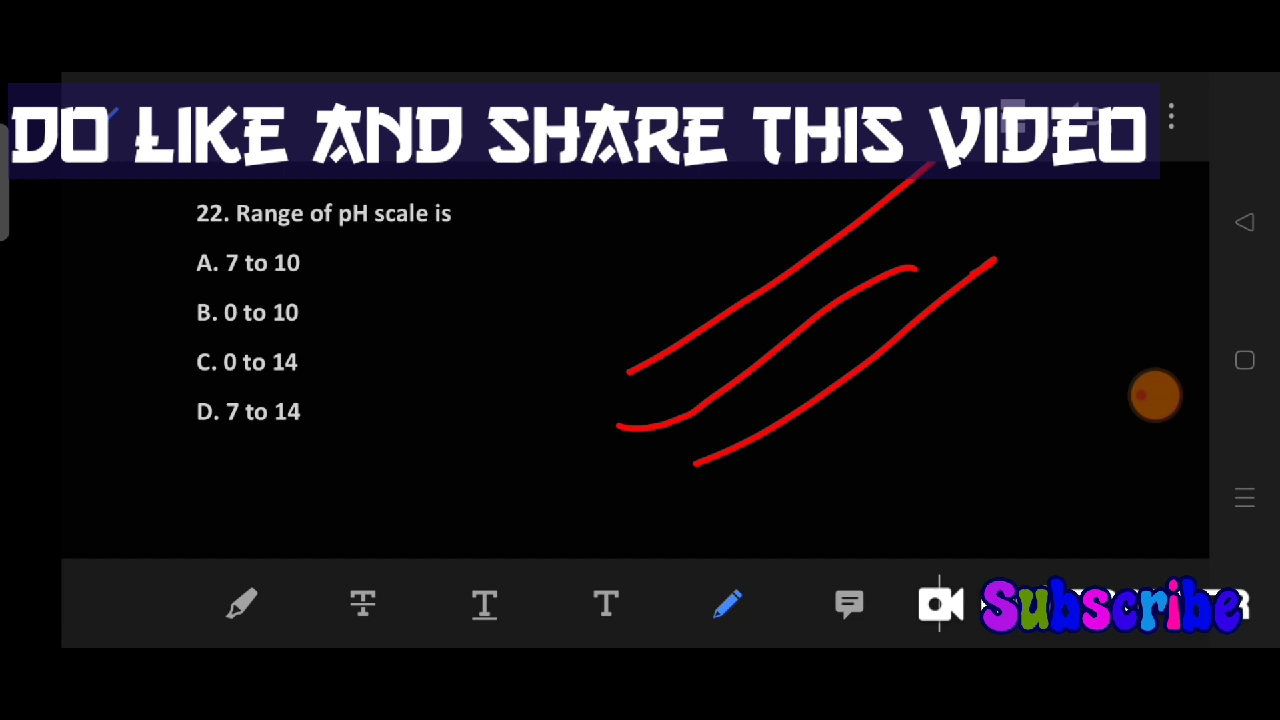 DO LIKE AND SHARE THIS VIDEO
22. Range of pH scale is
A. 7 to 10
B. 0 to 10
C. 0 to 14
D. 7 to 14
Subscribe